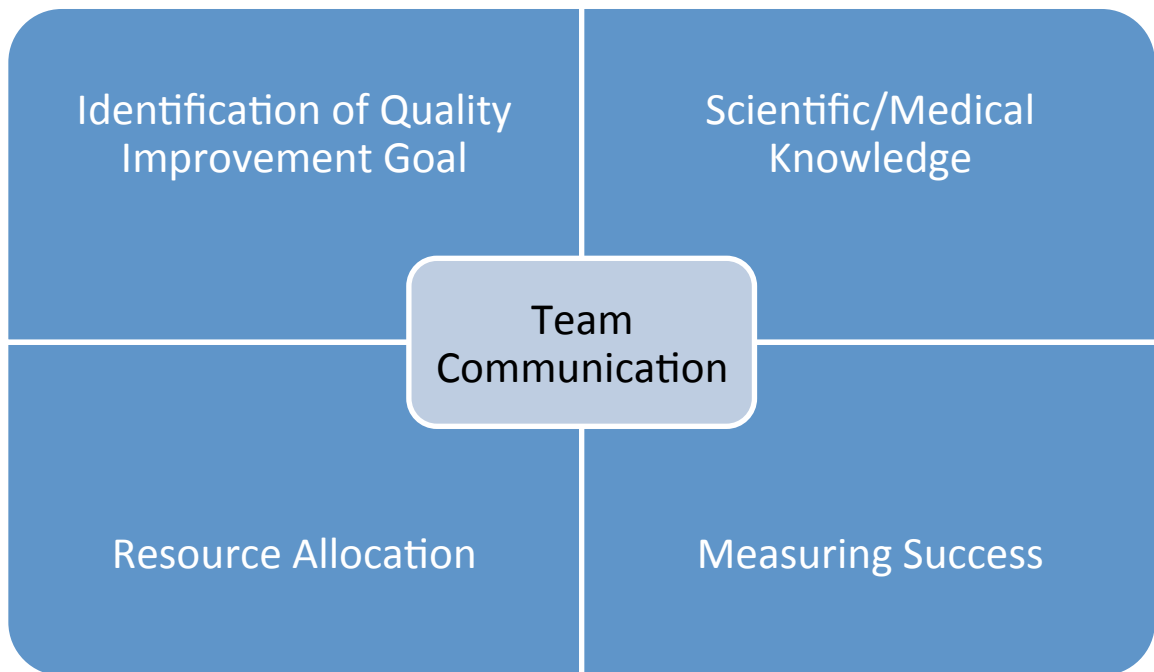 Identification of Quality
Improvement Goal
Scientific/Medical
Knowledge
Team
Communication
Resource Allocation
Measuring Success